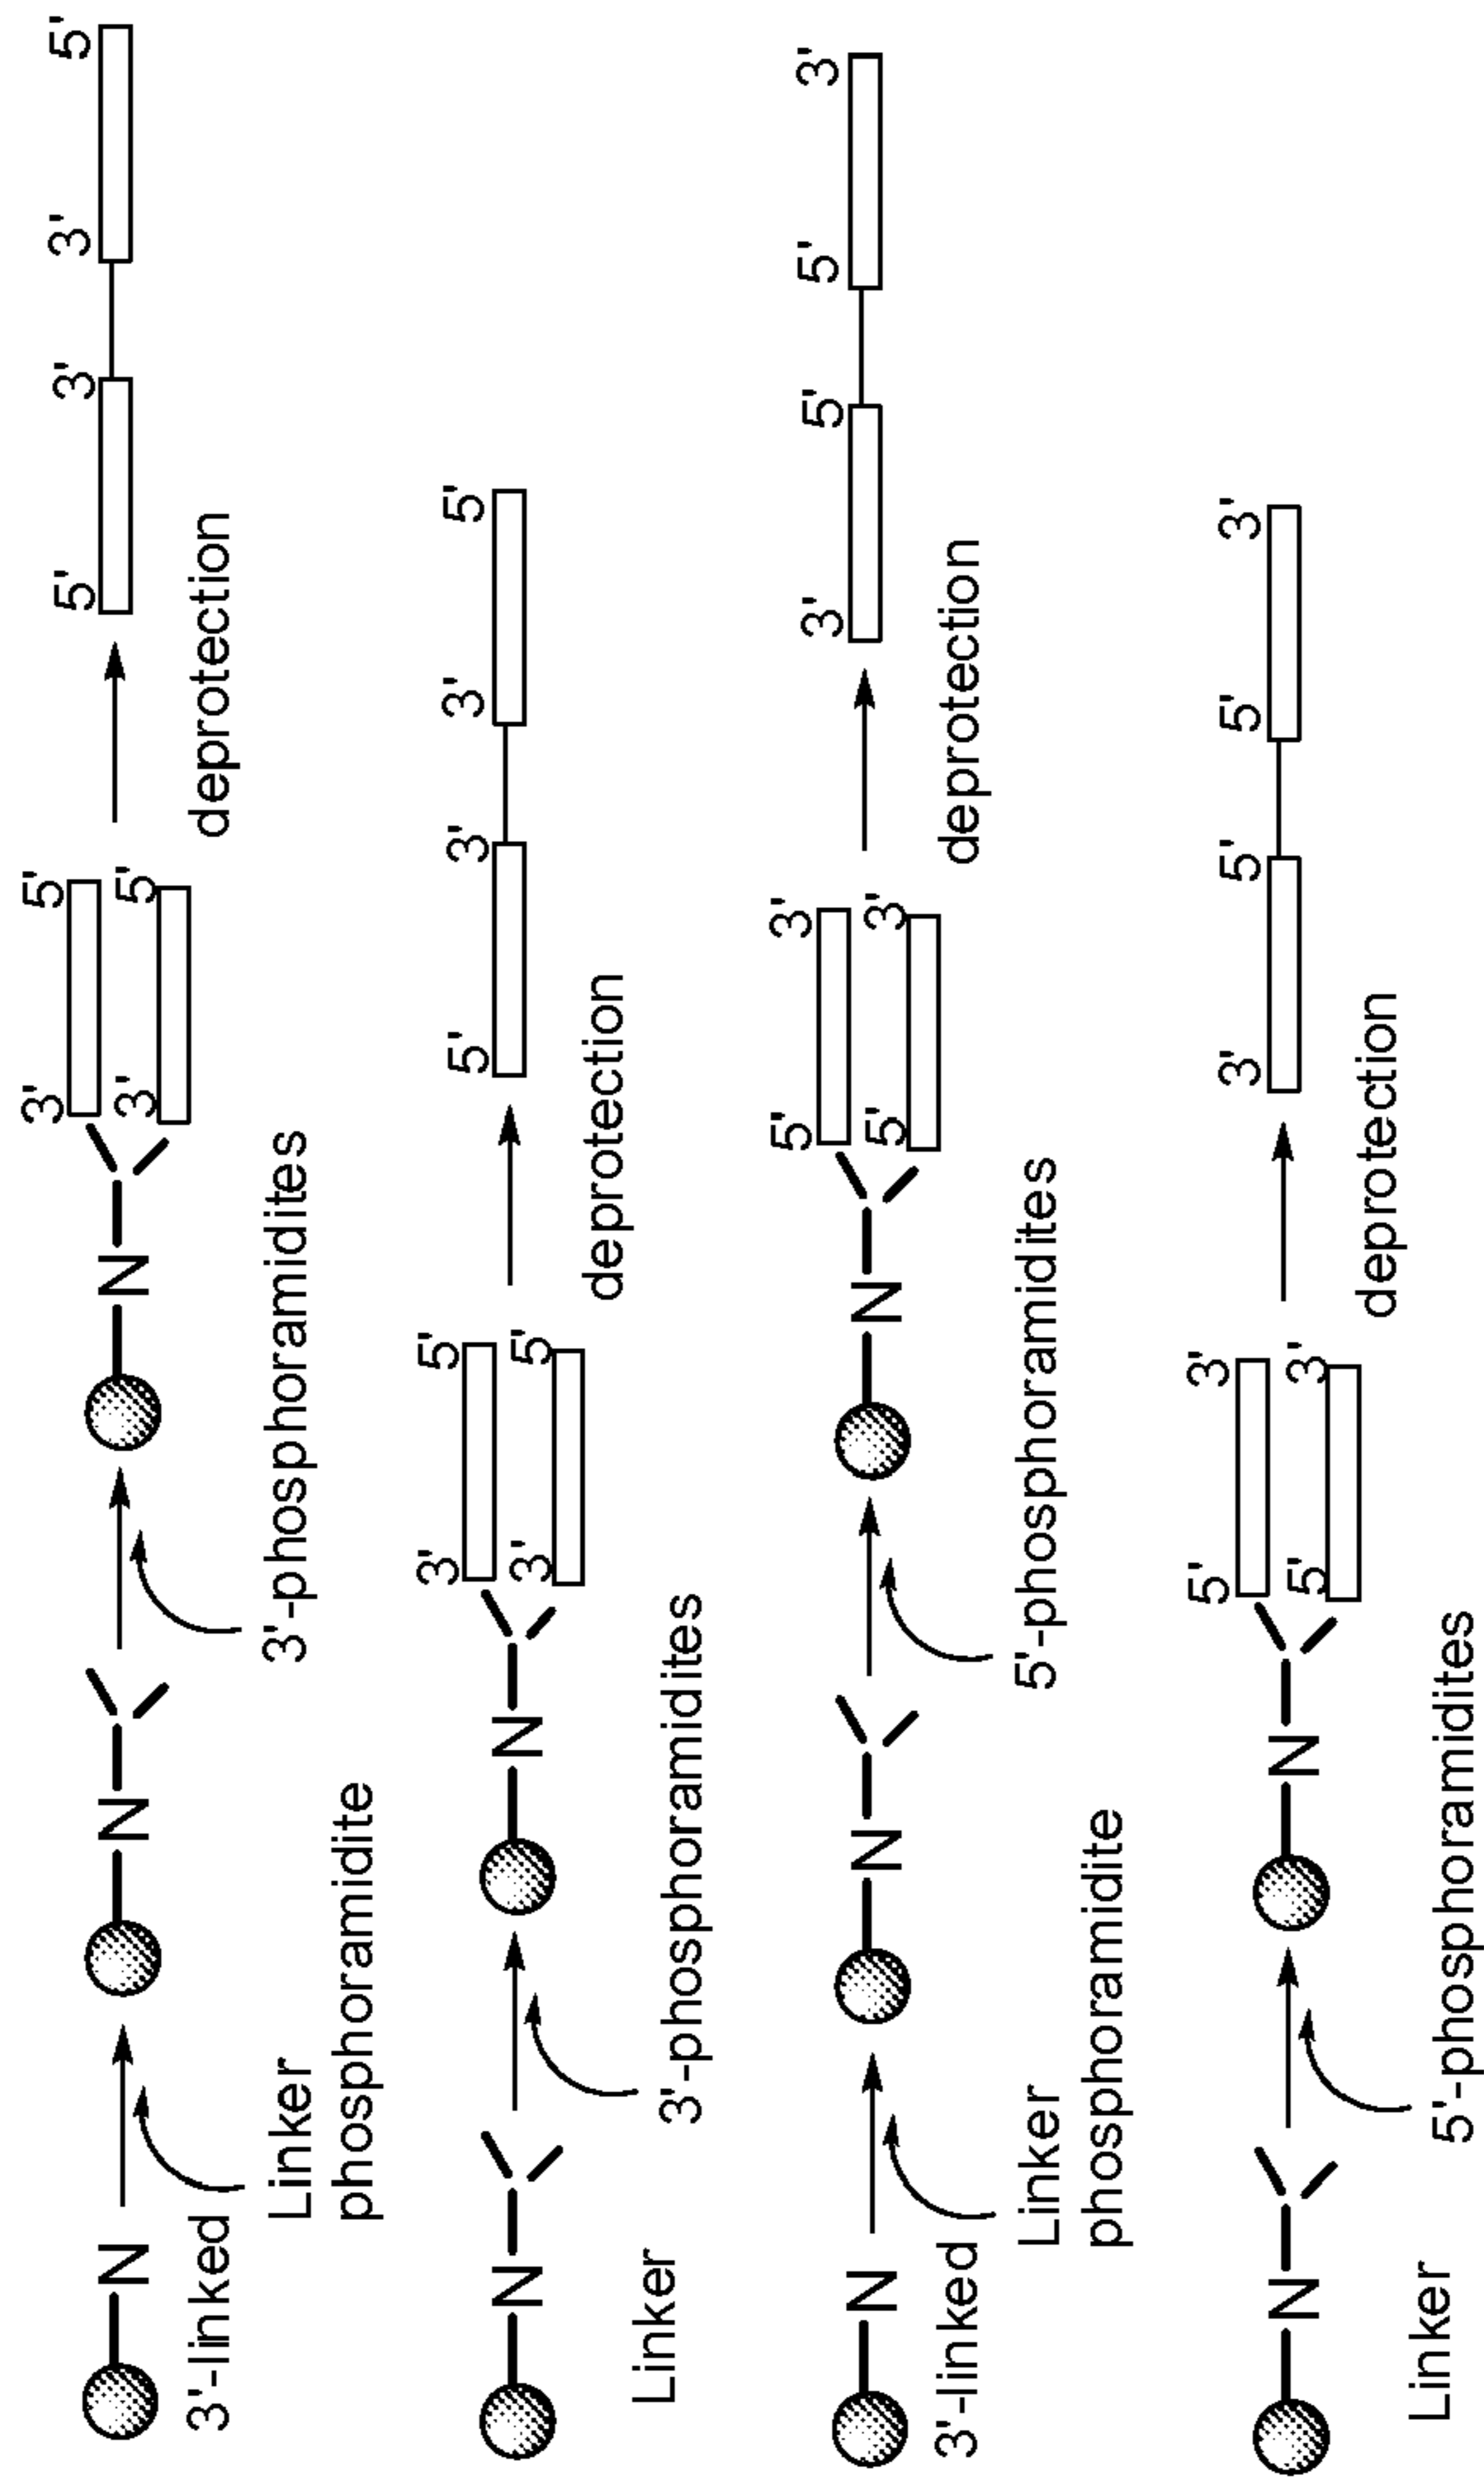 3' 5' 5' 3' 3' 5'
N N N 3' 5'
3'-linked deprotection
Linker
phosphoramidite
3'-phosphoramidites
3' 5' 5' 3' 3' 5'
N N 3' 5'
Linker deprotection
3'-phosphoramidites
5' 3' 3' 5' 5' 3'
N N N 5' 3'
3'-linked deprotection
Linker
phosphoramidite
5'-phosphoramidites
5' 3' 3' 5' 5' 3'
N N 5' 3'
Linker deprotection
5'-phosphoramidites